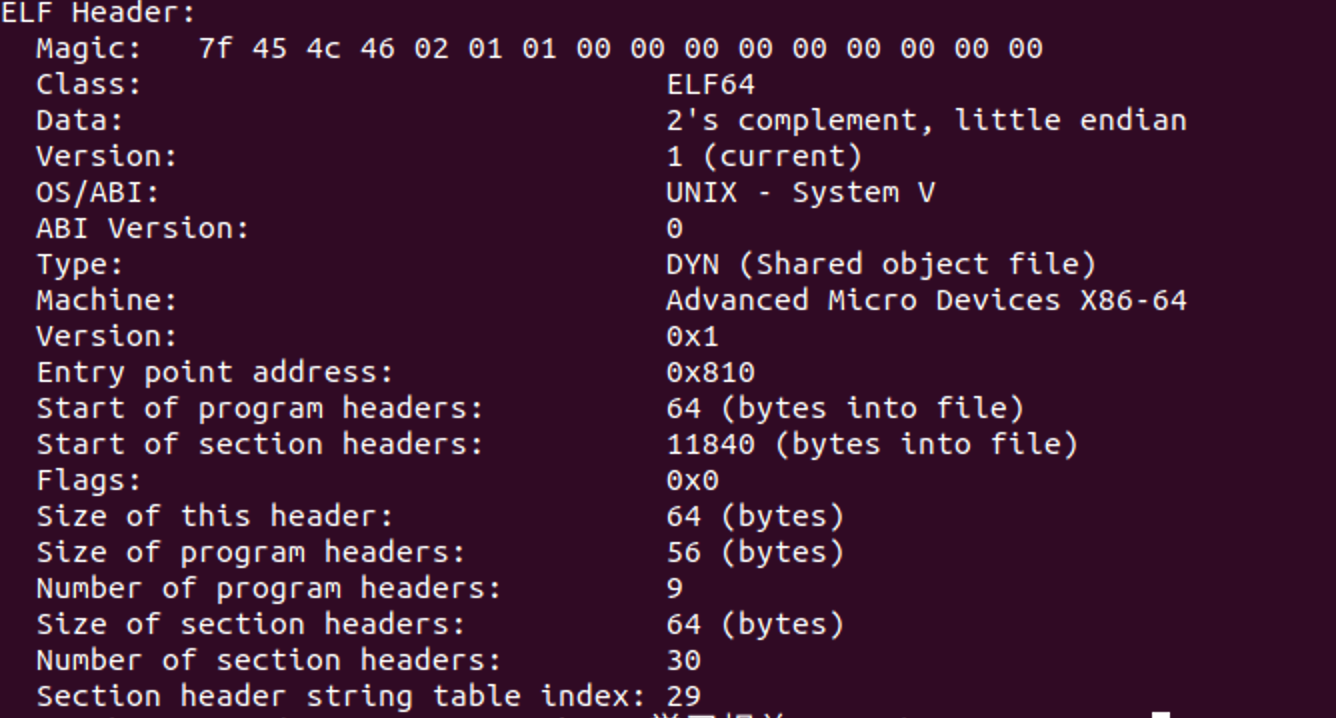 ELF Header:
  Magic:   7f 45 4c 46 02 01 01 00 00 00 00 00 00 00 00 00
  Class:                             ELF64
  Data:                              2's complement, little endian
  Version:                           1 (current)
  OS/ABI:                            UNIX - System V
  ABI Version:                       0
  Type:                              DYN (Shared object file)
  Machine:                           Advanced Micro Devices X86-64
  Version:                           0x1
  Entry point address:               0x810
  Start of program headers:          64 (bytes into file)
  Start of section headers:          11840 (bytes into file)
  Flags:                             0x0
  Size of this header:               64 (bytes)
  Size of program headers:           56 (bytes)
  Number of program headers:         9
  Size of section headers:           64 (bytes)
  Number of section headers:         30
  Section header string table index: 29